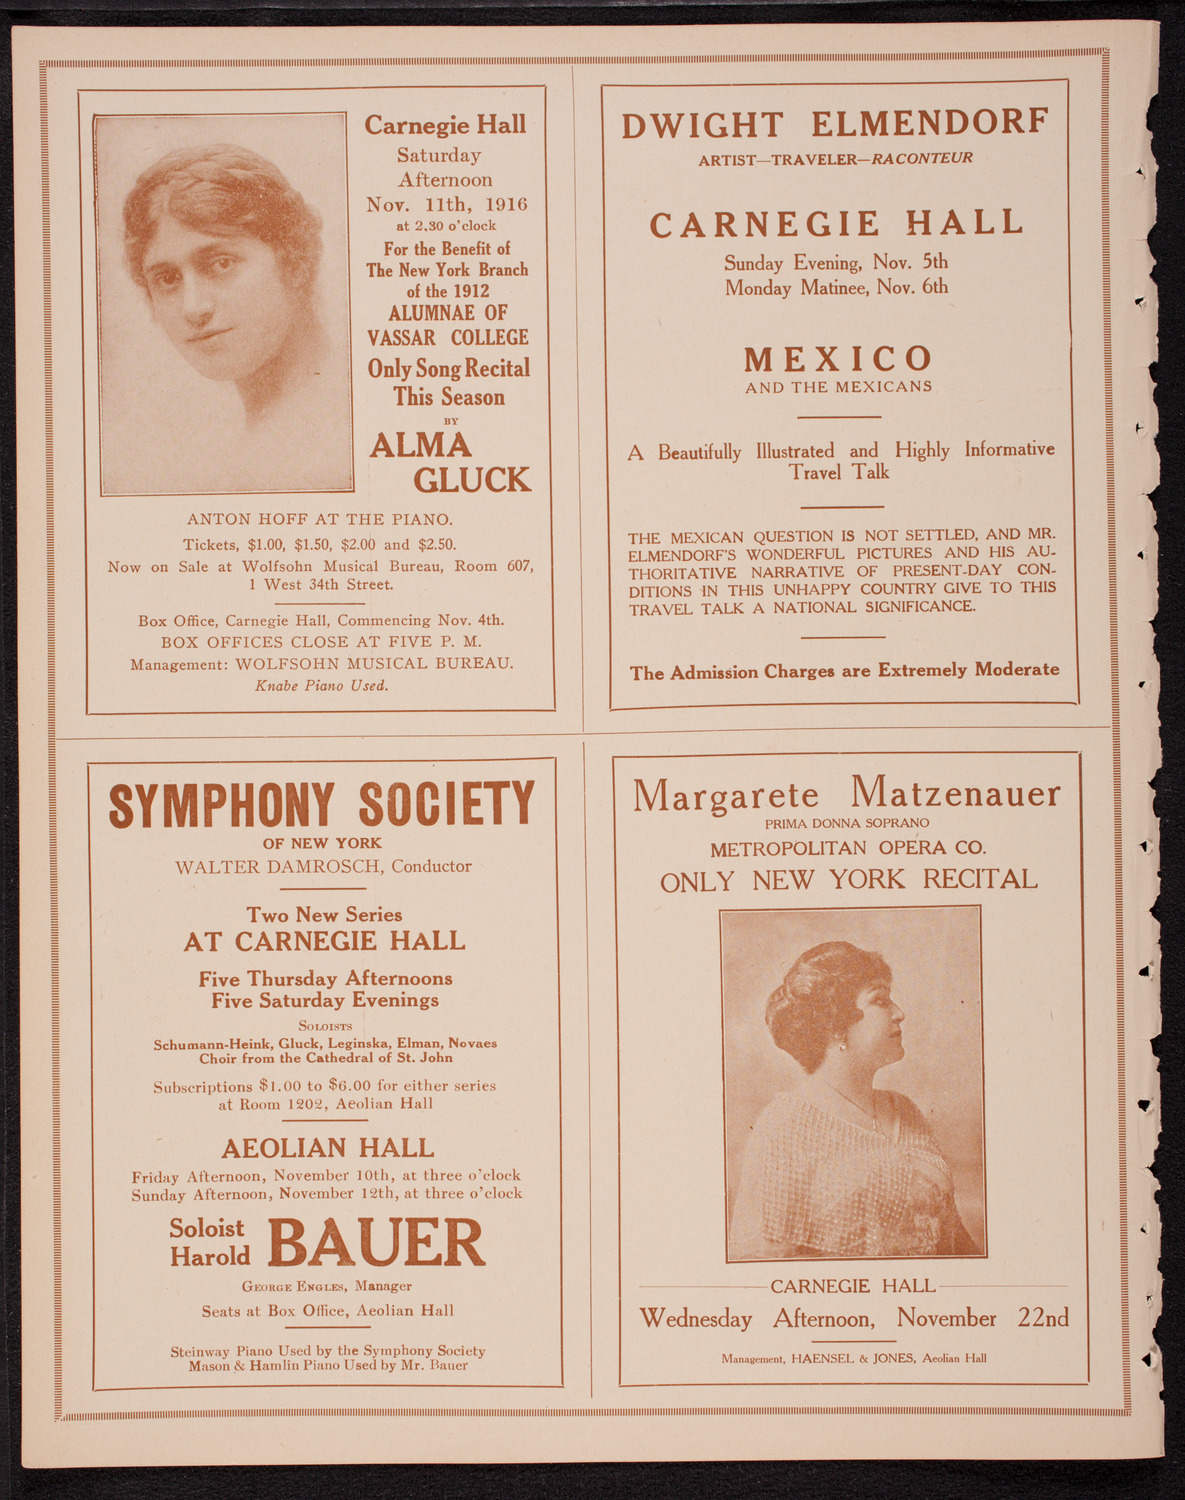 Carnegie Hall
Saturday
Afternoon
Nov. 11th, 1916
at 2.30 o'clock
For the Benefit of
The New York Branch
of the 1912
ALUMNAE OF
VASSAR COLLEGE
Only Song Recital
This Season
BY
ALMA
GLUCK
ANTON HOFF AT THE PIANO.
Tickets, $1.00, $1.50, $2.00 and $2.50.
Now on Sale at Wolfsohn Musical Bureau, Room 607,
1 West 34th Street.
Box Office, Carnegie Hall, Commencing Nov. 4th.
BOX OFFICES CLOSE AT FIVE P. M.
Management: WOLFSOHN MUSICAL BUREAU.
Knabe Piano Used.
DWIGHT ELMENDORF
ARTIST—TRAVELER—RACONTEUR
CARNEGIE HALL
Sunday Evening, Nov. 5th
Monday Matinee, Nov. 6th
MEXICO
AND THE MEXICANS
A Beautifully Illustrated and Highly Informative
Travel Talk
THE MEXICAN QUESTION IS NOT SETTLED, AND MR.
ELMENDORF'S WONDERFUL PICTURES AND HIS AU-
THORITATIVE NARRATIVE OF PRESENT-DAY CON-
DITIONS IN THIS UNHAPPY COUNTRY GIVE TO THIS
TRAVEL TALK A NATIONAL SIGNIFICANCE.
The Admission Charges are Extremely Moderate
SYMPHONY SOCIETY
OF NEW YORK
WALTER DAMROSCH, Conductor
Two New Series
AT CARNEGIE HALL
Five Thursday Afternoons
Five Saturday Evenings
SOLOISTS
Schumann-Heink, Gluck, Leginska, Elman, Novaes
Choir from the Cathedral of St. John
Subscriptions $1.00 to $6.00 for either series
at Room 1202, Aeolian Hall
AEOLIAN HALL
Friday Afternoon, November 10th, at three o'clock
Sunday Afternoon, November 12th, at three o'clock
Soloist
Harold BAUER
GEORGE ENGLES, Manager
Seats at Box Office, Aeolian Hall
Steinway Piano Used by the Symphony Society
Mason & Hamlin Piano Used by Mr. Bauer
Margarete Matzenauer
PRIMA DONNA SOPRANO
METROPOLITAN OPERA CO.
ONLY NEW YORK RECITAL
CARNEGIE HALL
Wednesday Afternoon, November 22nd
Management, HAENSEL & JONES, Aeolian Hall